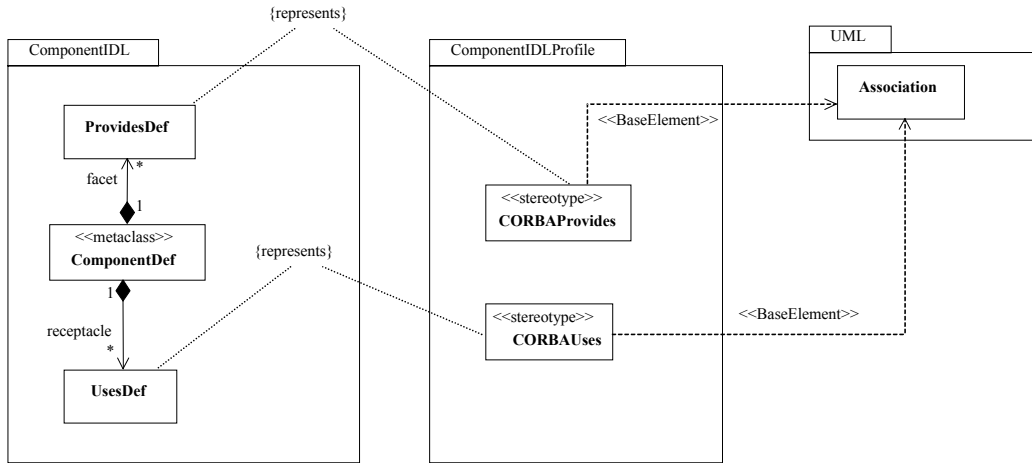 {represents}
ComponentIDL
ComponentIDLProfile
UML
Association
ProvidesDef
<<BaseElement>>
*
facet
1
<<stereotype>>
CORBAProvides
<<metaclass>>
ComponentDef
{represents}
1
<<stereotype>>
CORBAUses
<<BaseElement>>
receptacle
*
UsesDef